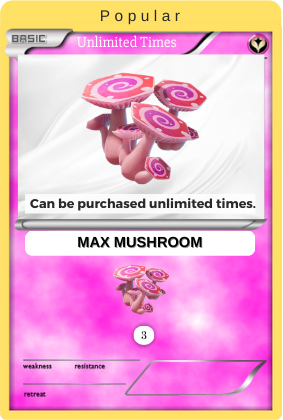 Popular
BASIC
Unlimited Times
Can be purchased unlimited times.
MAX MUSHROOM
3
weakness resistance
retreat